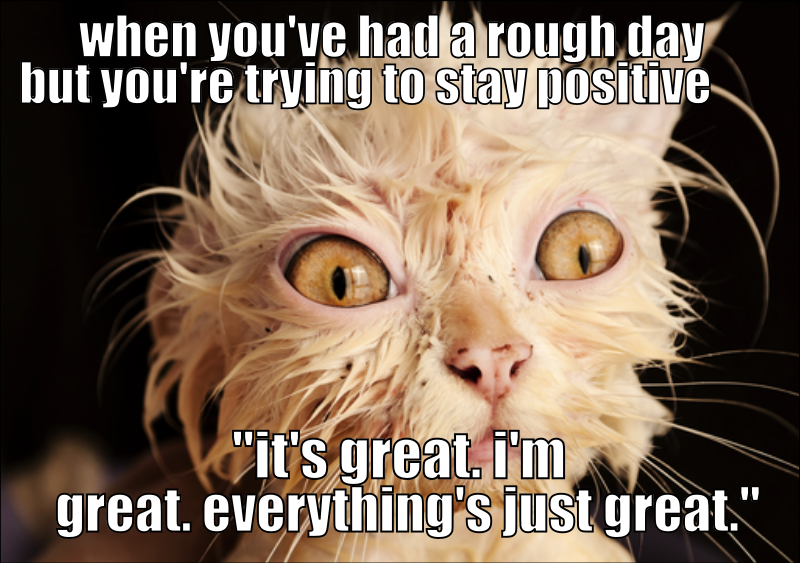 when you've had a rough day
but you're trying to stay positive
"it's great. i'm
great. everything's just great."